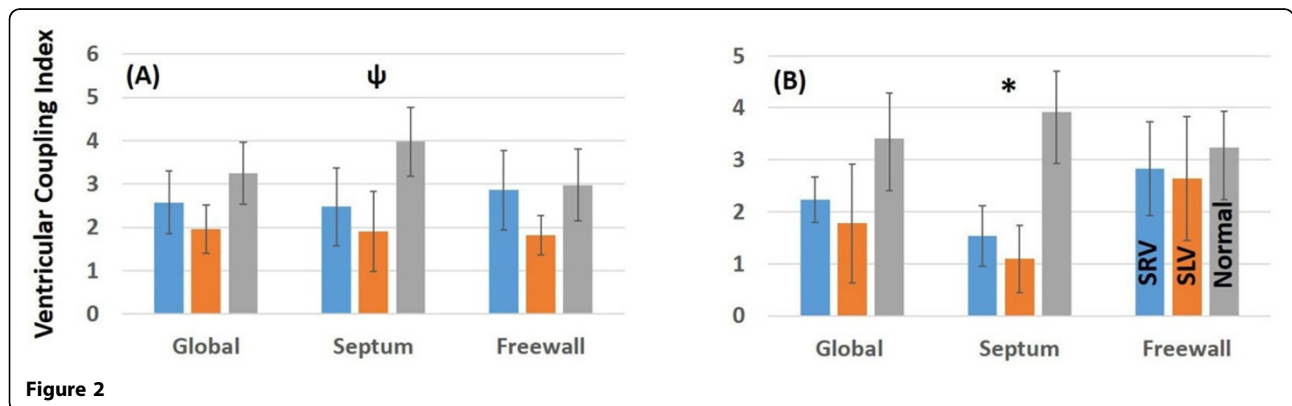 Ventricular Coupling Index
6
5
4
3
2
1
0
(A)
ψ
Global
Septum
Freewall
5
4
3
2
1
0
(B)
*
SRV
SLV
Normal
Global
Septum
Freewall
Figure 2